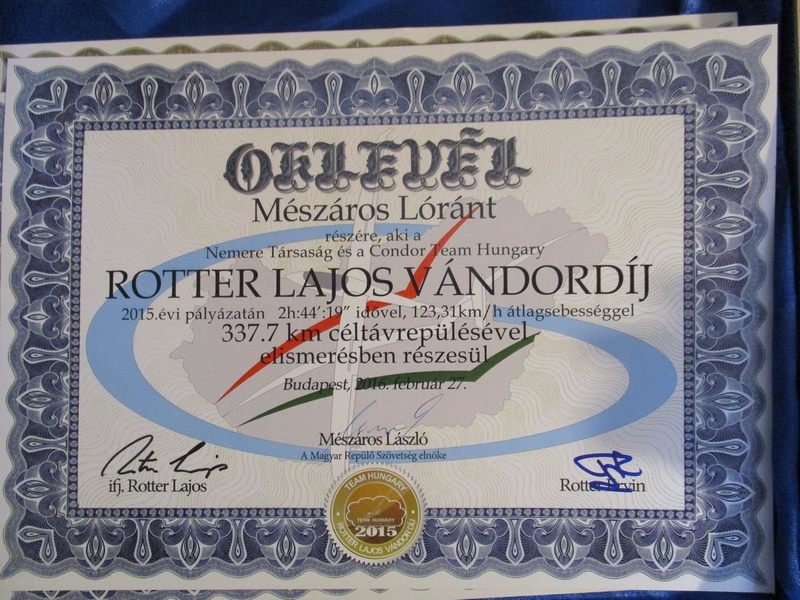 OKLEVÉL
Mészáros Lóránt
részére, aki a
Nemere Társaság és a Condor Team Hungary
ROTTER LAJOS VÁNDORDÍJ
2015.évi pályázatán 2h:44':19" idővel, 123,31km/h átlagsebességgel
337.7 km céltávrepülésével
elismerésben részesül
Budapest, 2016. február 27.
Mészáros László
A Magyar Repülő Szövetség elnöke
ifj. Rotter Lajos
Rotter Ervin
TEAM HUNGARY
TEAM HUNGARY
2015
ROTTER LAJOS VÁNDORDÍJ